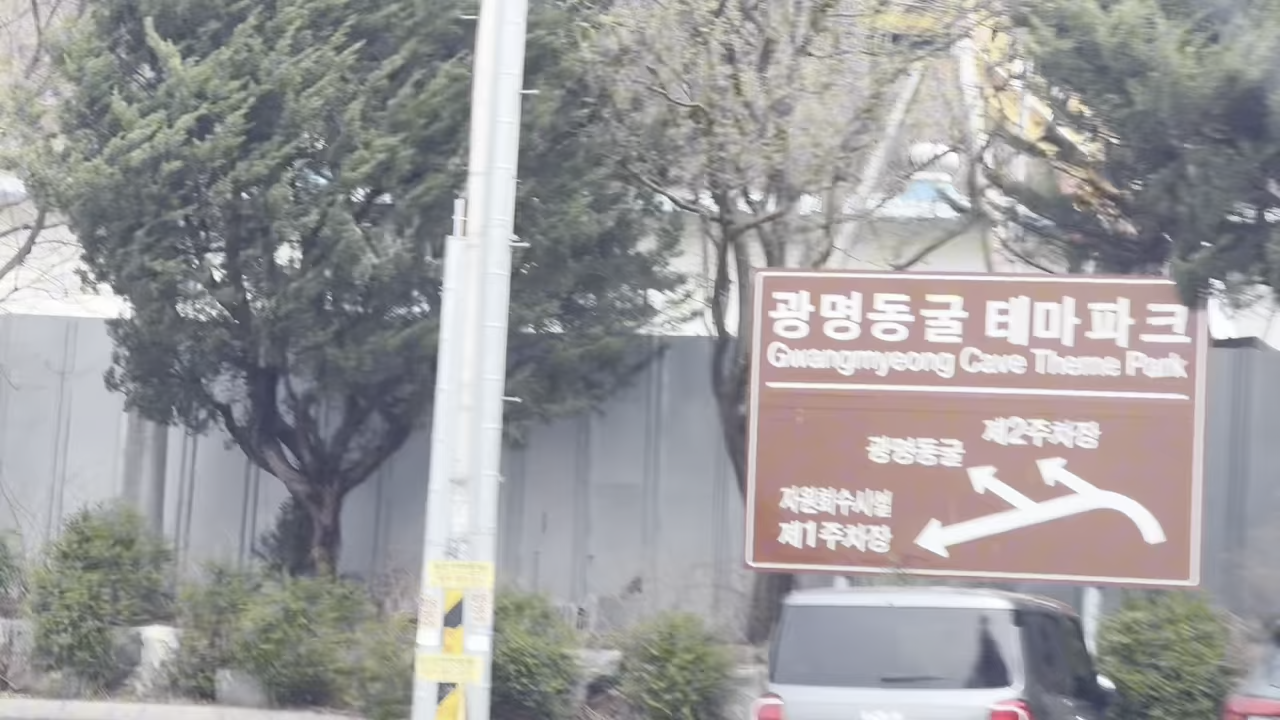 광명동굴 테마파크
Gwangmyeong Cave Theme Park
제2주차장
광명동굴
자원회수시설
제1주차장